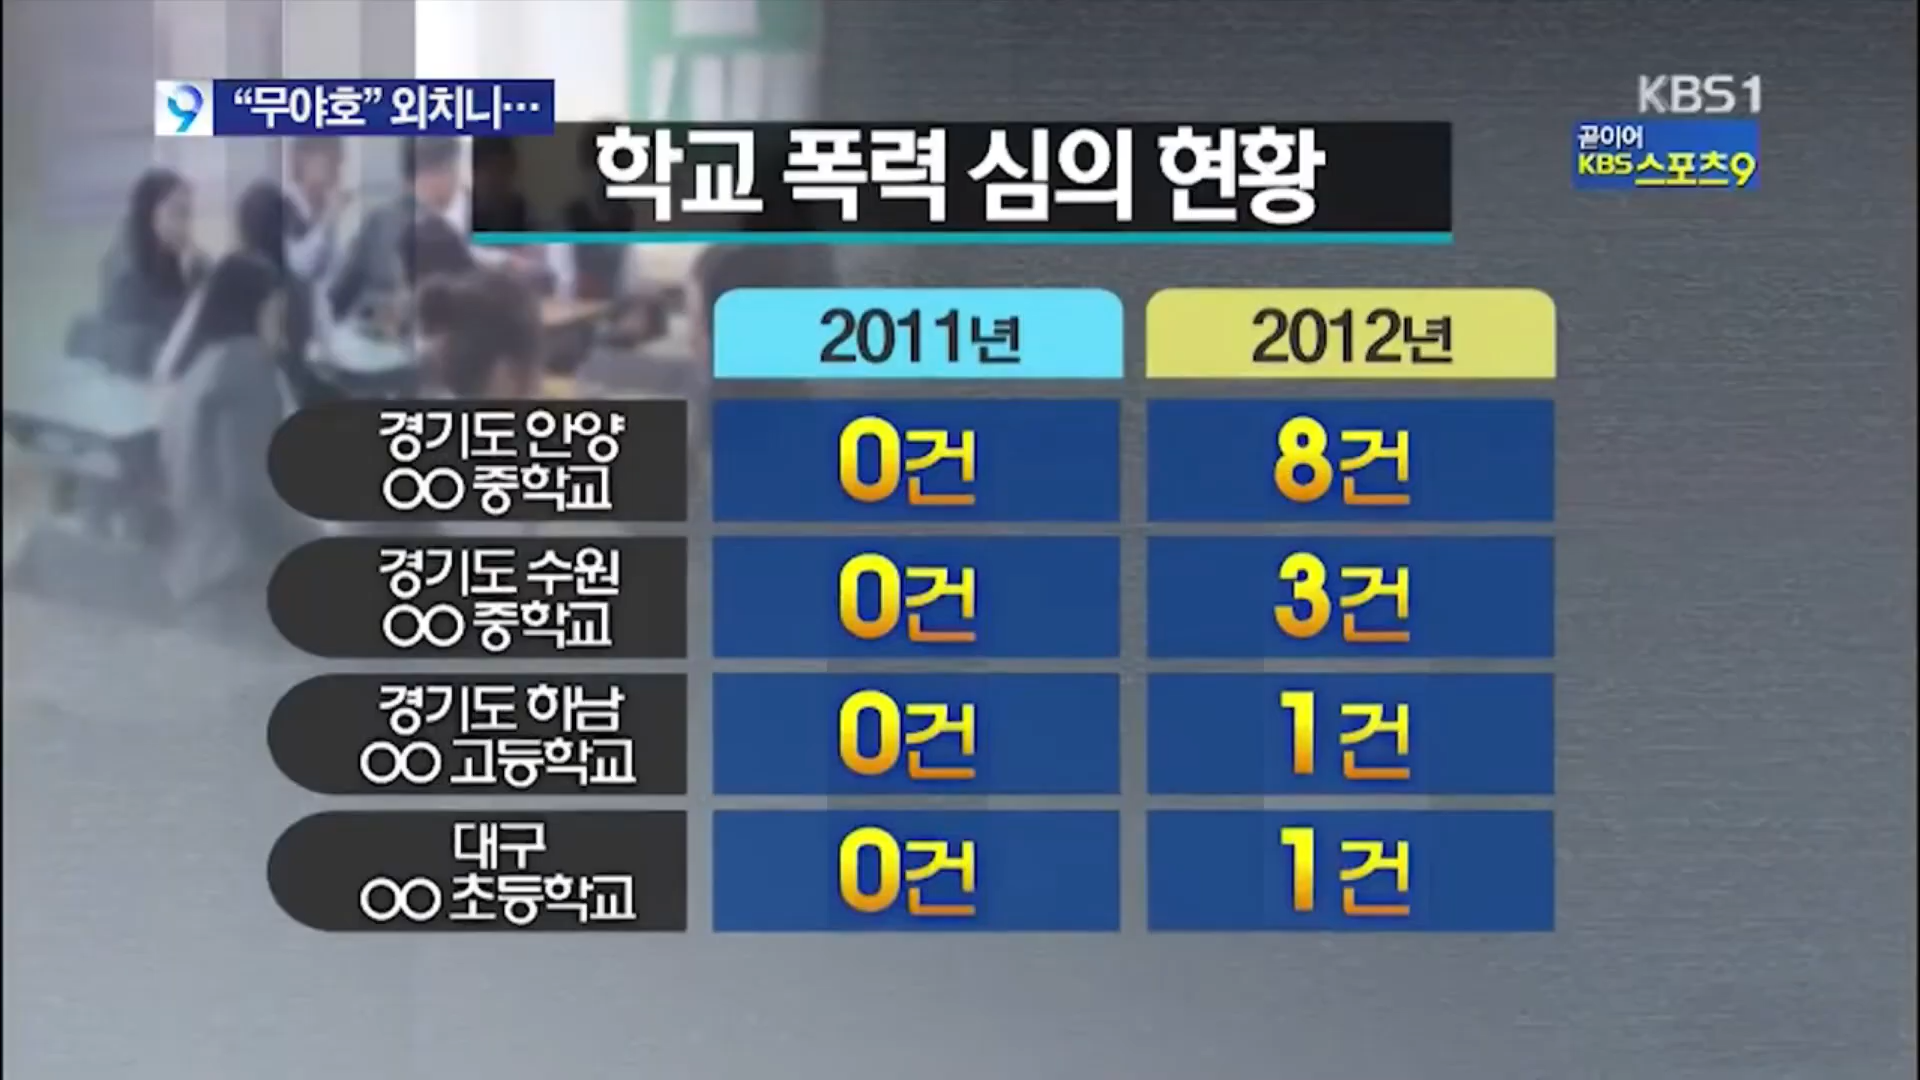 "무야호" 외치니…
KBS1
곧이어
KBS 스포츠9
학교 폭력 심의 현황
2011년 2012년
경기도 안양
○○ 중학교
0건 8건
경기도 수원
○○ 중학교
0건 3건
경기도 하남
○○ 고등학교
0건 1건
대구
○○ 초등학교
0건 1건